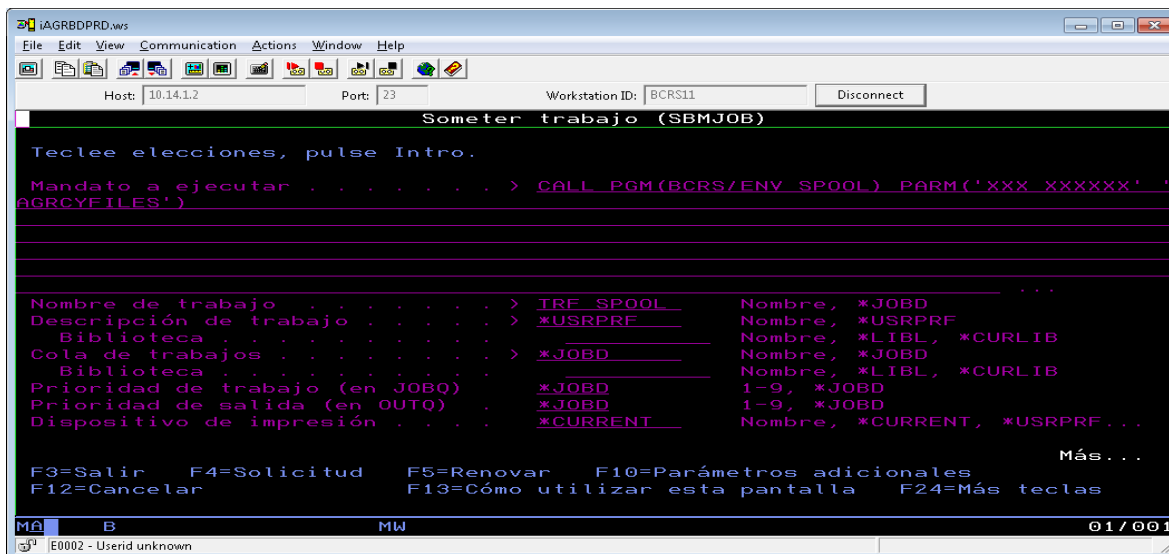 iAGRBDPRD.ws
File Edit View Communication Actions Window Help
Host: 10.14.1.2 Port: 23 Workstation ID: BCRS11 Disconnect
Someter trabajo (SBMJOB)
Teclee elecciones, pulse Intro.
Mandato a ejecutar . . . . . . . > CALL PGM(BCRS/ENV_SPOOL) PARM('XXX_XXXXXX' '
AGRCYFILES')
...
Nombre de trabajo . . . . . . . > TRF_SPOOL Nombre, *JOBD
Descripción de trabajo . . . . . > *USRPRF Nombre, *USRPRF
Biblioteca . . . . . . . . . . Nombre, *LIBL, *CURLIB
Cola de trabajos . . . . . . . . > *JOBD Nombre, *JOBD
Biblioteca . . . . . . . . . . Nombre, *LIBL, *CURLIB
Prioridad de trabajo (en JOBQ) *JOBD 1-9, *JOBD
Prioridad de salida (en OUTQ) . *JOBD 1-9, *JOBD
Dispositivo de impresión . . . . *CURRENT Nombre, *CURRENT, *USRPRF...
Más...
F3=Salir F4=Solicitud F5=Renovar F10=Parámetros adicionales
F12=Cancelar F13=Cómo utilizar esta pantalla F24=Más teclas
MA B MW 01/001
E0002 - Userid unknown